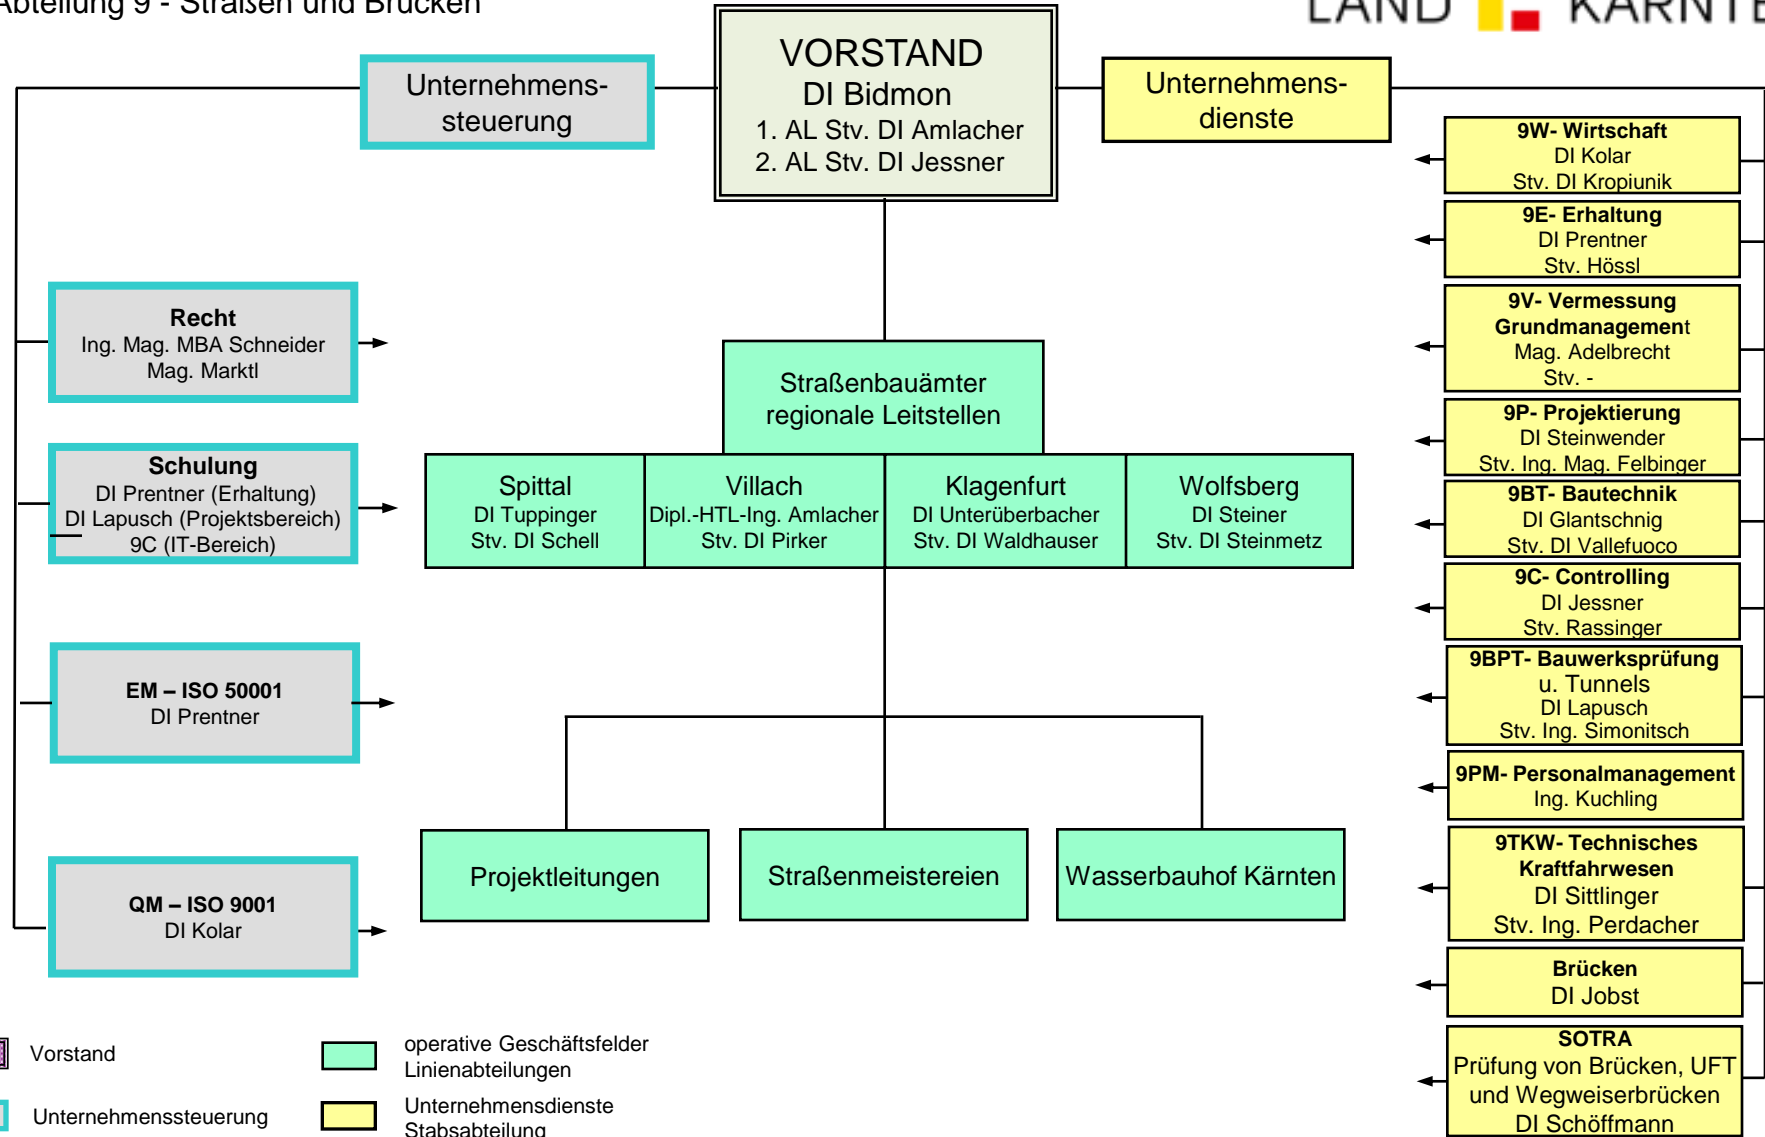 Abteilung 9 - Straßen und Brücken
LAND KÄRNTE
Unternehmens-
steuerung
VORSTAND
DI Bidmon
1. AL Stv. DI Amlacher
2. AL Stv. DI Jessner
Unternehmens-
dienste
Recht
Ing. Mag. MBA Schneider
Mag. Marktl
Schulung
DI Prentner (Erhaltung)
DI Lapusch (Projektsbereich)
9C (IT-Bereich)
EM – ISO 50001
DI Prentner
QM – ISO 9001
DI Kolar
Straßenbauämter
regionale Leitstellen
Spittal
DI Tuppinger
Stv. DI Schell
Villach
Dipl.-HTL-Ing. Amlacher
Stv. DI Pirker
Klagenfurt
DI Unterüberbacher
Stv. DI Waldhauser
Wolfsberg
DI Steiner
Stv. DI Steinmetz
Projektleitungen
Straßenmeistereien
Wasserbauhof Kärnten
9W- Wirtschaft
DI Kolar
Stv. DI Kropiunik
9E- Erhaltung
DI Prentner
Stv. Hössl
9V- Vermessung
Grundmanagement
Mag. Adelbrecht
Stv. -
9P- Projektierung
DI Steinwender
Stv. Ing. Mag. Felbinger
9BT- Bautechnik
DI Glantschnig
Stv. DI Vallefuoco
9C- Controlling
DI Jessner
Stv. Rassinger
9BPT- Bauwerksprüfung
u. Tunnels
DI Lapusch
Stv. Ing. Simonitsch
9PM- Personalmanagement
Ing. Kuchling
9TKW- Technisches
Kraftfahrwesen
DI Sittlinger
Stv. Ing. Perdacher
Brücken
DI Jobst
SOTRA
Prüfung von Brücken, UFT
und Wegweiserbrücken
DI Schöffmann
Vorstand
operative Geschäftsfelder
Linienabteilungen
Unternehmenssteuerung
Unternehmensdienste
Stabsabteilung